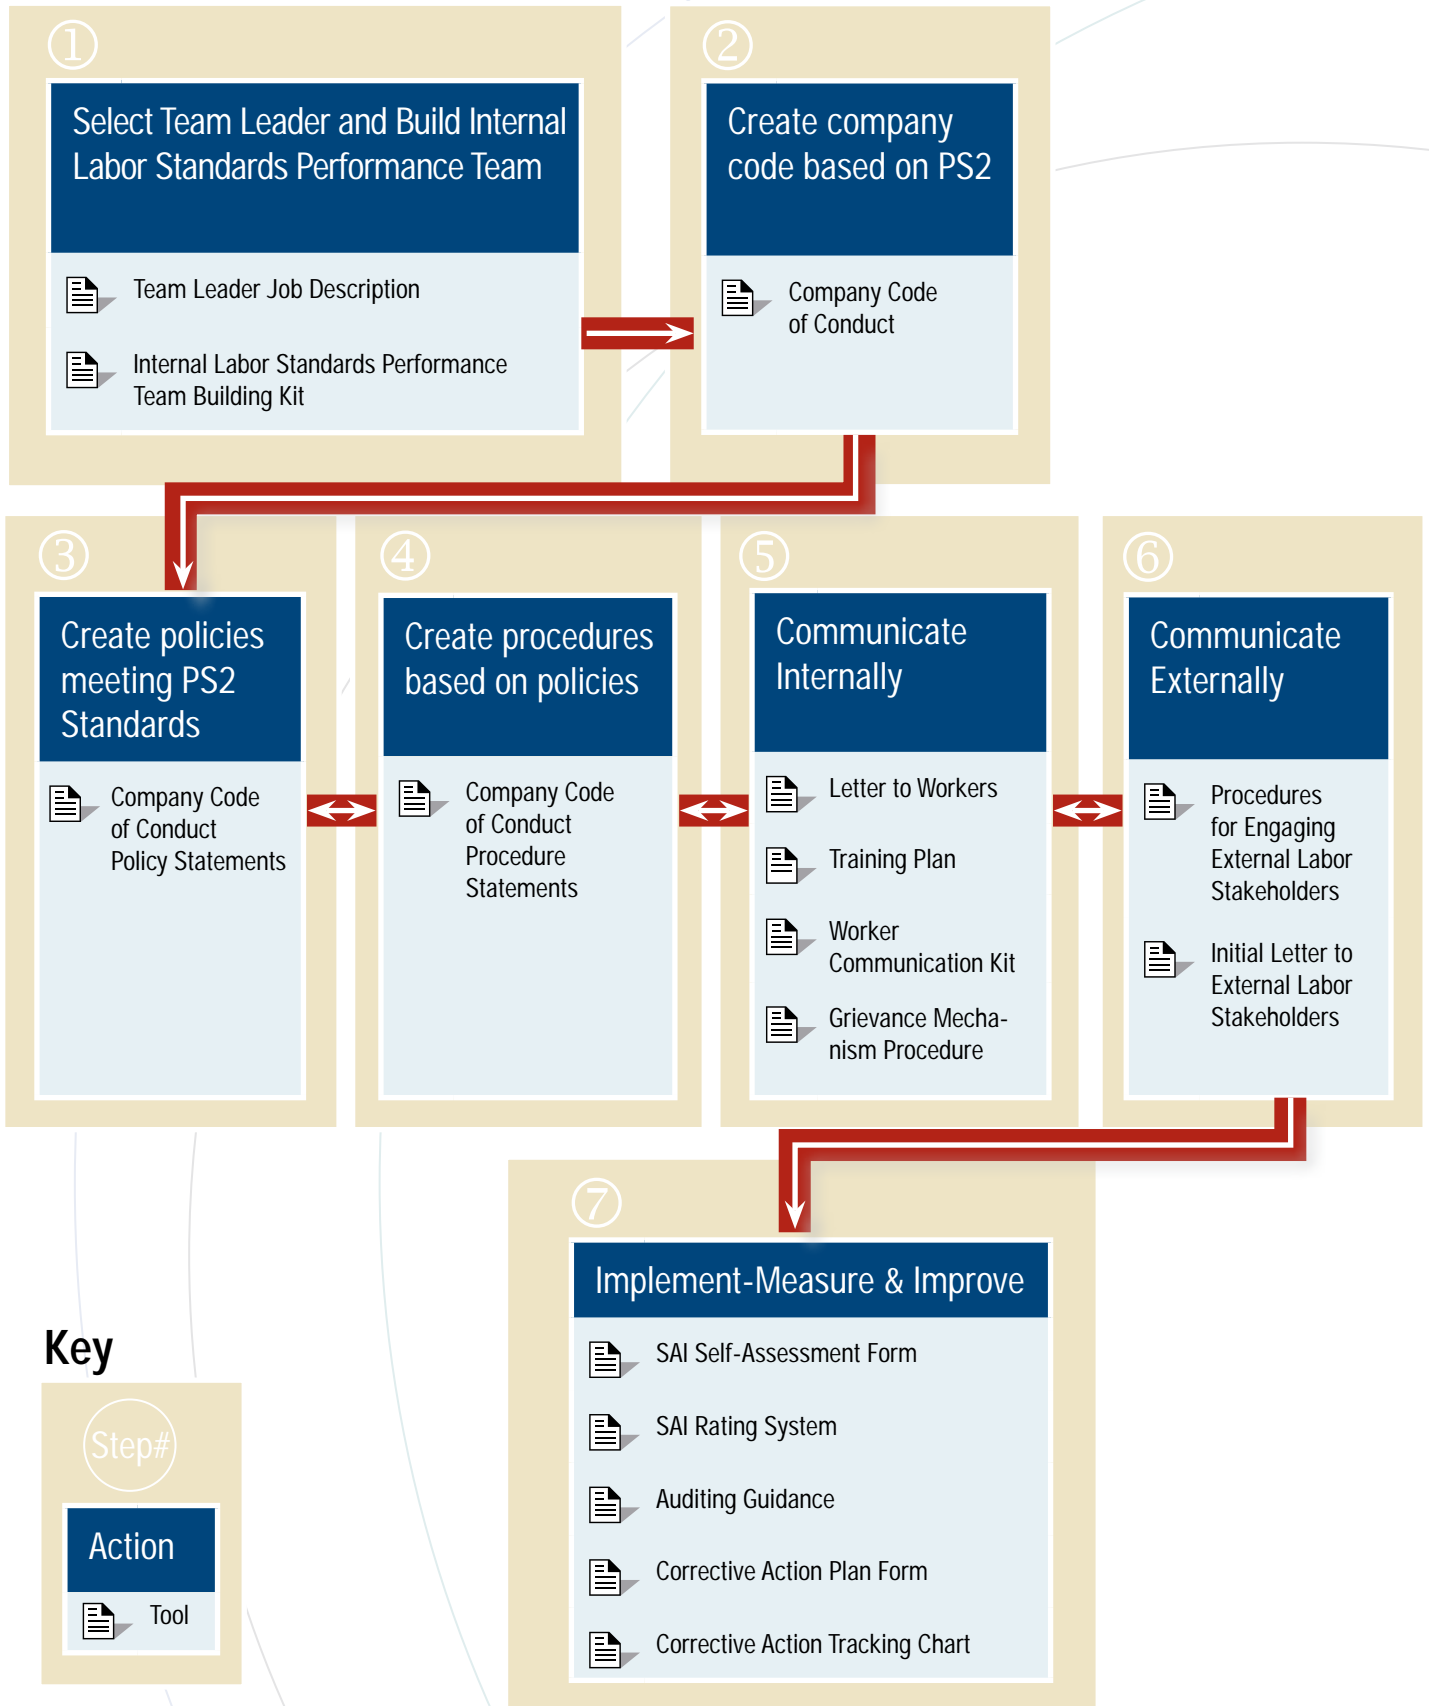 1
Select Team Leader and Build Internal
Labor Standards Performance Team
Team Leader Job Description
Internal Labor Standards Performance
Team Building Kit
2
Create company
code based on PS2
Company Code
of Conduct
3
Create policies
meeting PS2
Standards
Company Code
of Conduct
Policy Statements
4
Create procedures
based on policies
Company Code
of Conduct
Procedure
Statements
5
Communicate
Internally
Letter to Workers
Training Plan
Worker
Communication Kit
Grievance Mecha-
nism Procedure
6
Communicate
Externally
Procedures
for Engaging
External Labor
Stakeholders
Initial Letter to
External Labor
Stakeholders
7
Implement-Measure & Improve
SAI Self-Assessment Form
SAI Rating System
Auditing Guidance
Corrective Action Plan Form
Corrective Action Tracking Chart
Key
Step#
Action
Tool